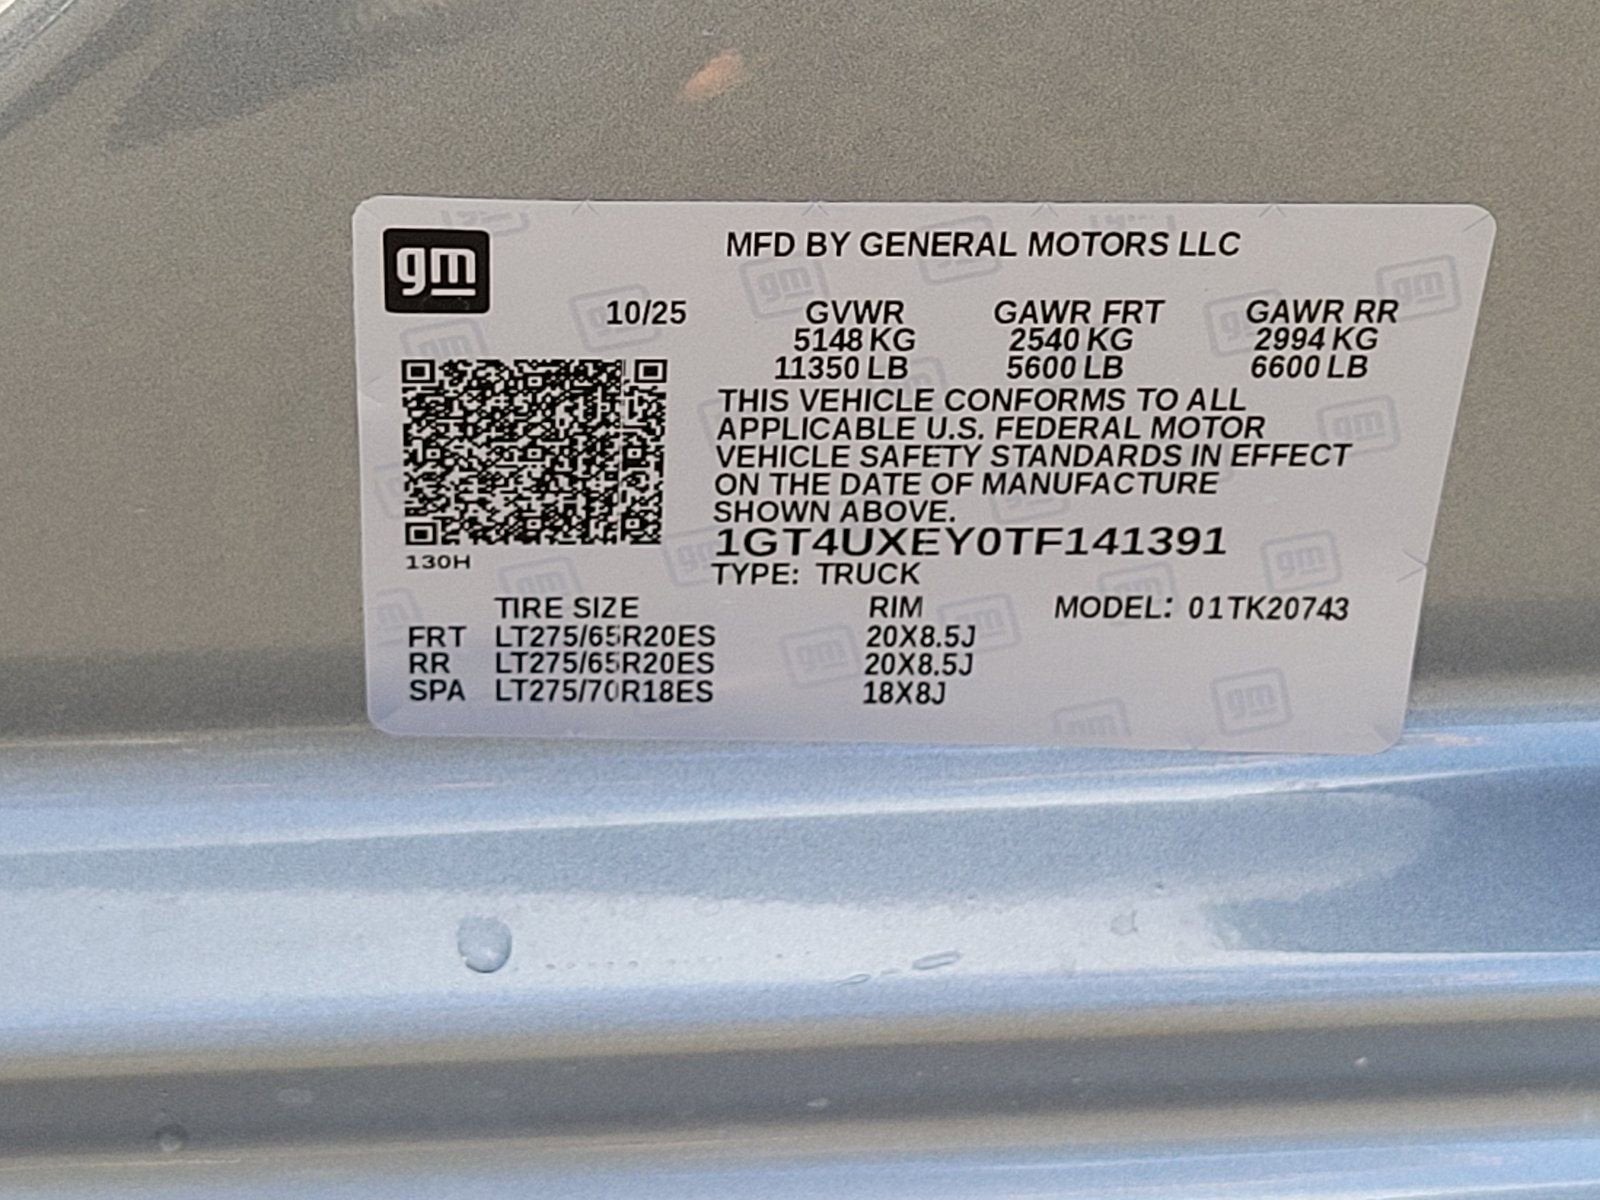 gm
MFD BY GENERAL MOTORS LLC
10/25 GVWR GAWR FRT GAWR RR
5148 KG 2540 KG 2994 KG
11350 LB 5600 LB 6600 LB
THIS VEHICLE CONFORMS TO ALL
APPLICABLE U.S. FEDERAL MOTOR
VEHICLE SAFETY STANDARDS IN EFFECT
ON THE DATE OF MANUFACTURE
SHOWN ABOVE.
1GT4UXEY0TF141391
130H
TYPE: TRUCK
TIRE SIZE RIM MODEL: 01TK20743
FRT LT275/65R20ES 20X8.5J
RR LT275/65R20ES 20X8.5J
SPA LT275/70R18ES 18X8J